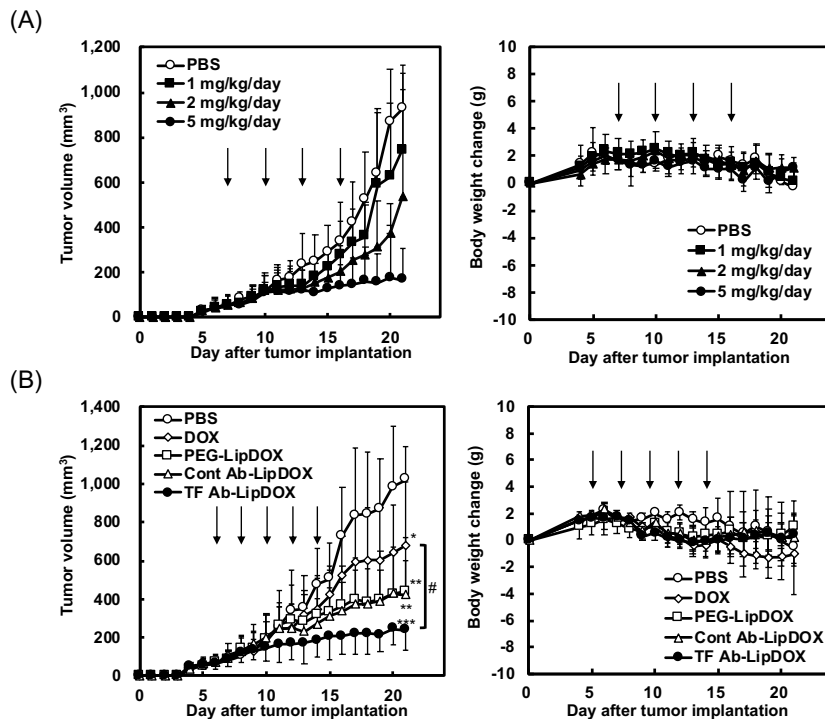 (A)
1,200
1,000
800
600
400
200
0
Tumor volume (mm³)
PBS
1 mg/kg/day
2 mg/kg/day
5 mg/kg/day
0 5 10 15 20
Day after tumor implantation
10
8
6
4
2
0
-2
-4
-6
-8
-10
Body weight change (g)
PBS
1 mg/kg/day
2 mg/kg/day
5 mg/kg/day
0 5 10 15 20
Day after tumor implantation
(B)
1,400
1,200
1,000
800
600
400
200
0
Tumor volume (mm³)
PBS
DOX
PEG-LipDOX
Cont Ab-LipDOX
TF Ab-LipDOX
*
**
**
***
#
0 5 10 15 20
Day after tumor implantation
10
8
6
4
2
0
-2
-4
-6
-8
-10
Body weight change (g)
PBS
DOX
PEG-LipDOX
Cont Ab-LipDOX
TF Ab-LipDOX
0 5 10 15 20
Day after tumor implantation